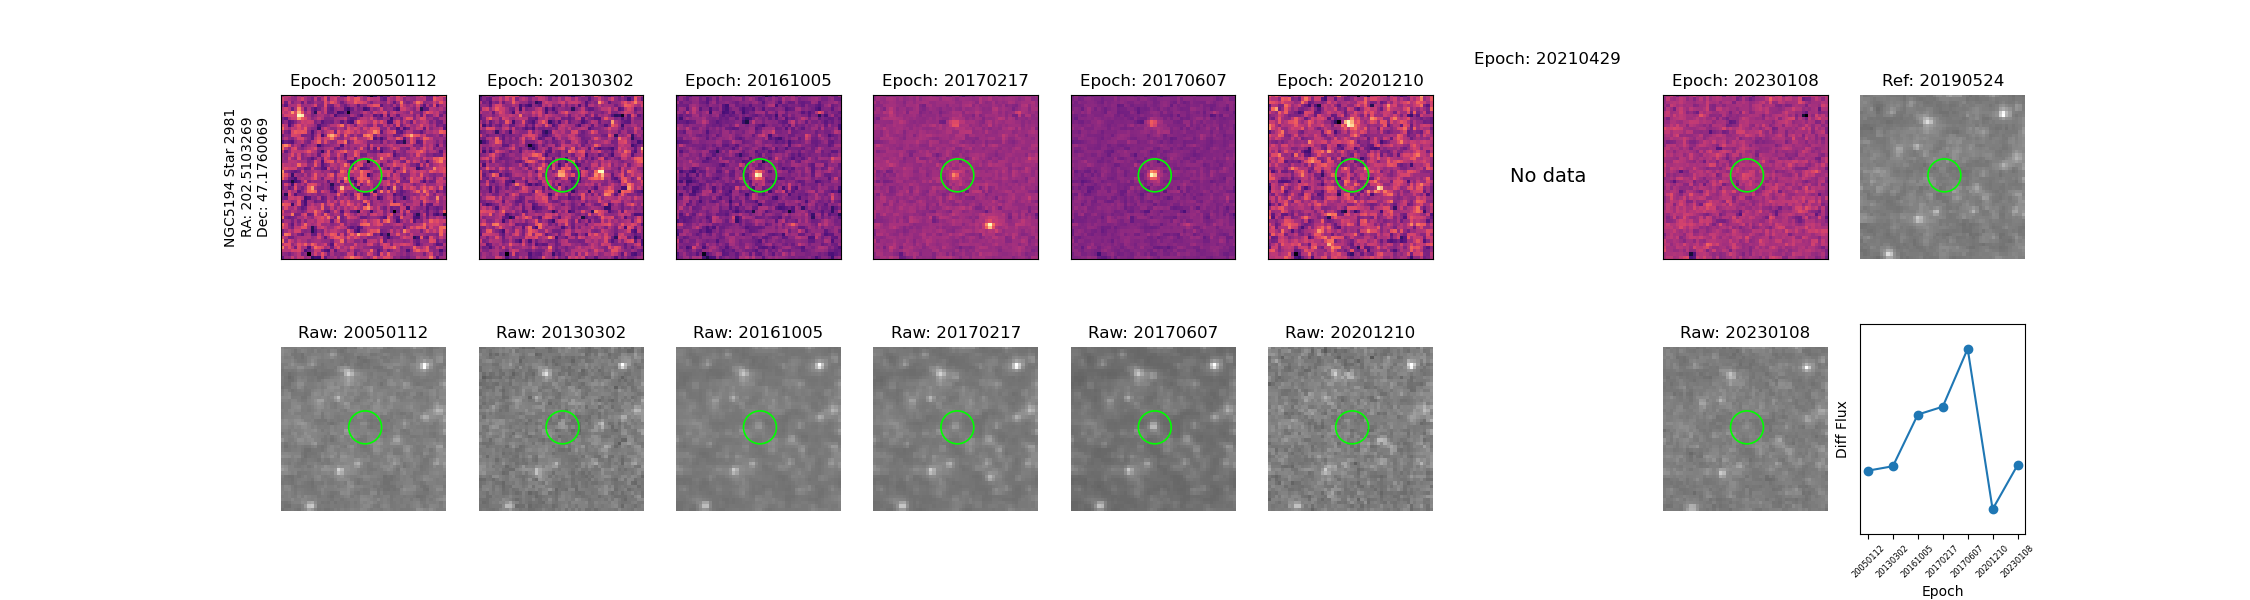 Epoch: 20210429
Epoch: 20050112
Epoch: 20130302
Epoch: 20161005
Epoch: 20170217
Epoch: 20170607
Epoch: 20201210
Epoch: 20230108
Ref: 20190524
NGC5194 Star 2981
RA: 202.5103269
Dec: 47.1760069
No data
Raw: 20050112
Raw: 20130302
Raw: 20161005
Raw: 20170217
Raw: 20170607
Raw: 20201210
Raw: 20230108
Diff Flux
20050112
20130302
20161005
20170217
20170607
20201210
20230108
Epoch